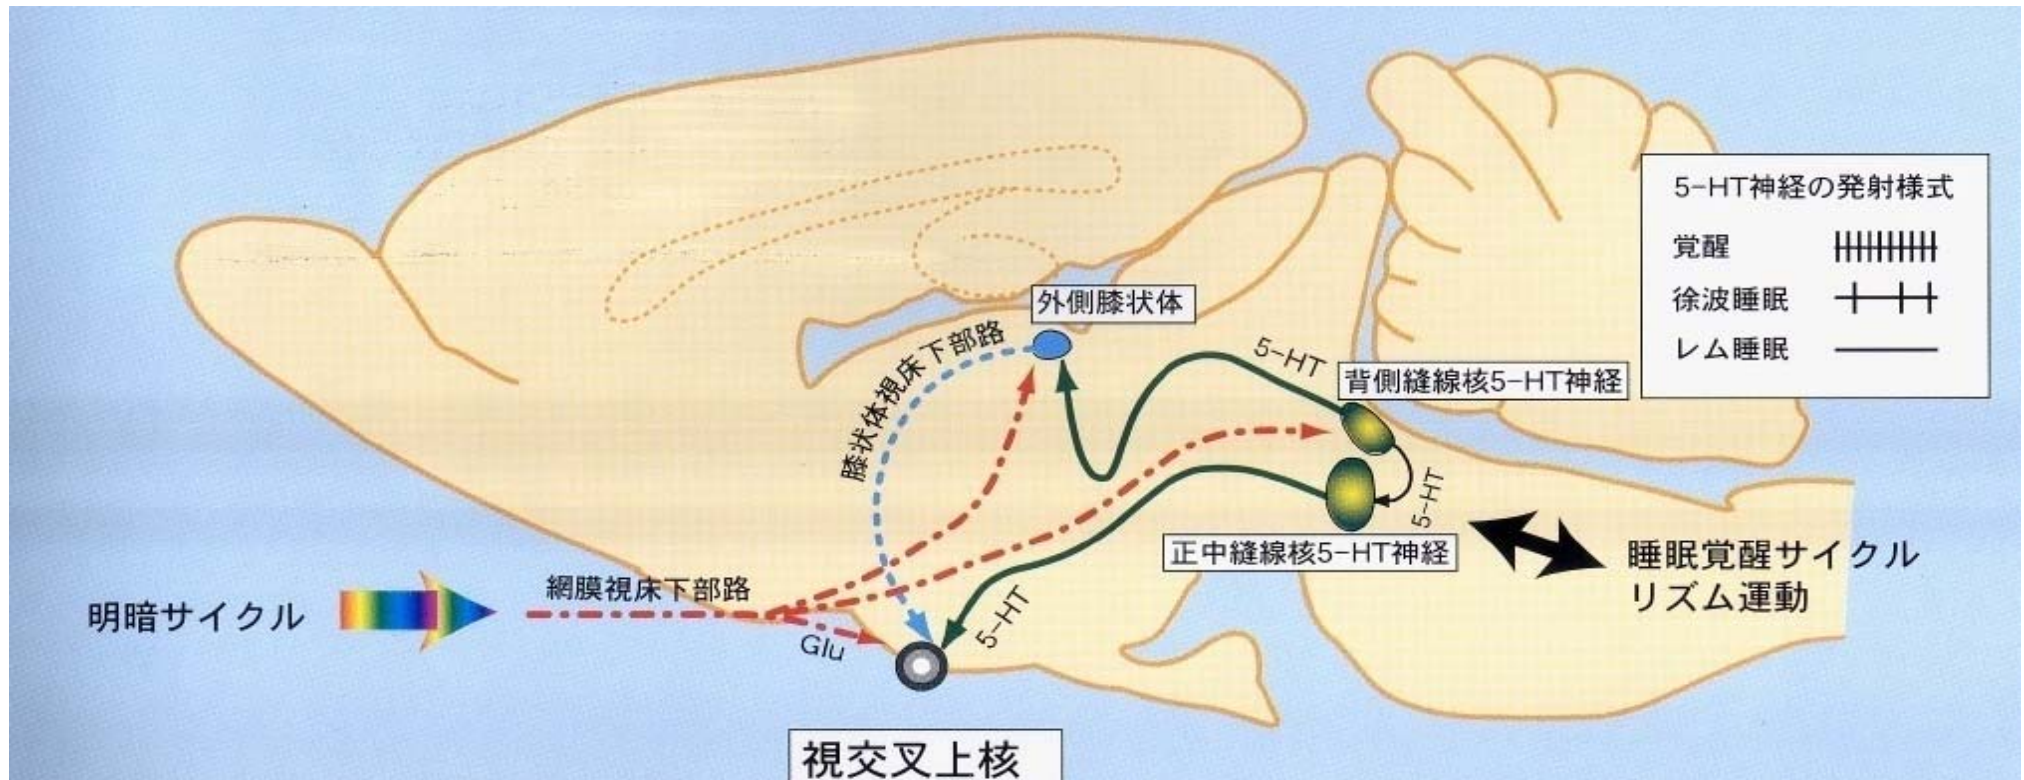 5-HT神経の発射様式
覚醒
徐波睡眠
レム睡眠
外側膝状体
膝状体視床下部路
5-HT
背側縫線核5-HT神経
5-HT
正中縫線核5-HT神経
睡眠覚醒サイクル
リズム運動
明暗サイクル
網膜視床下部路
Glu
5-HT
視交叉上核